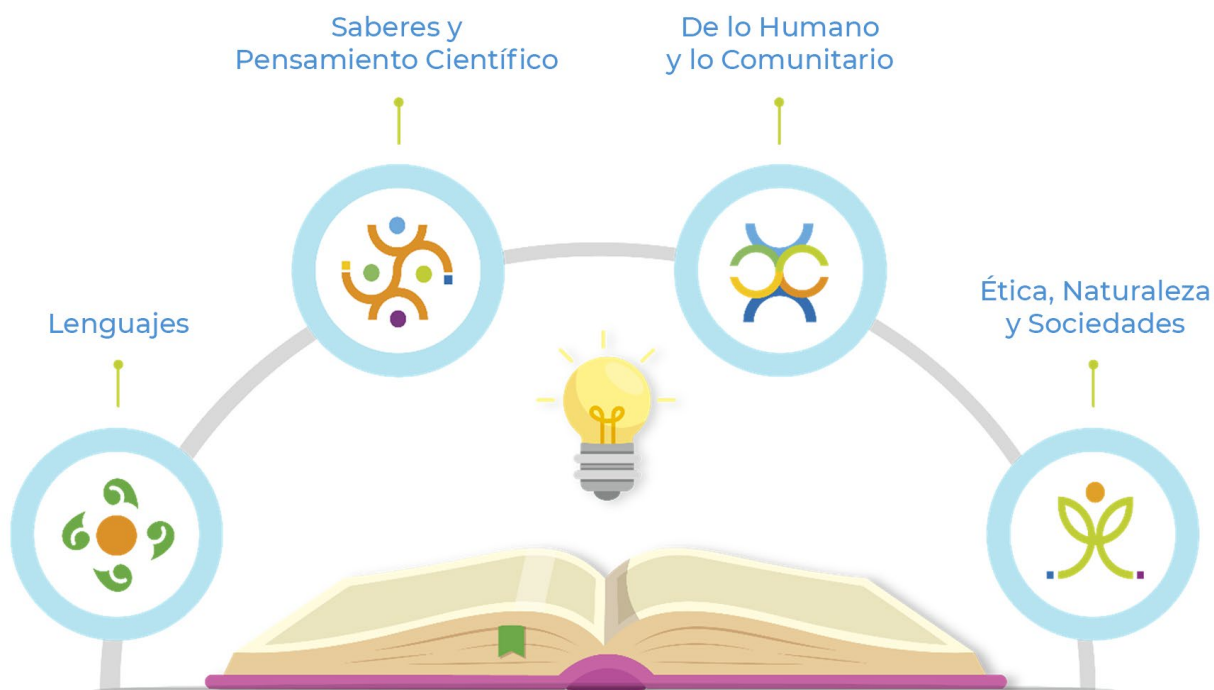 Saberes y
Pensamiento Científico
De lo Humano
y lo Comunitario
Lenguajes
Ética, Naturaleza
y Sociedades